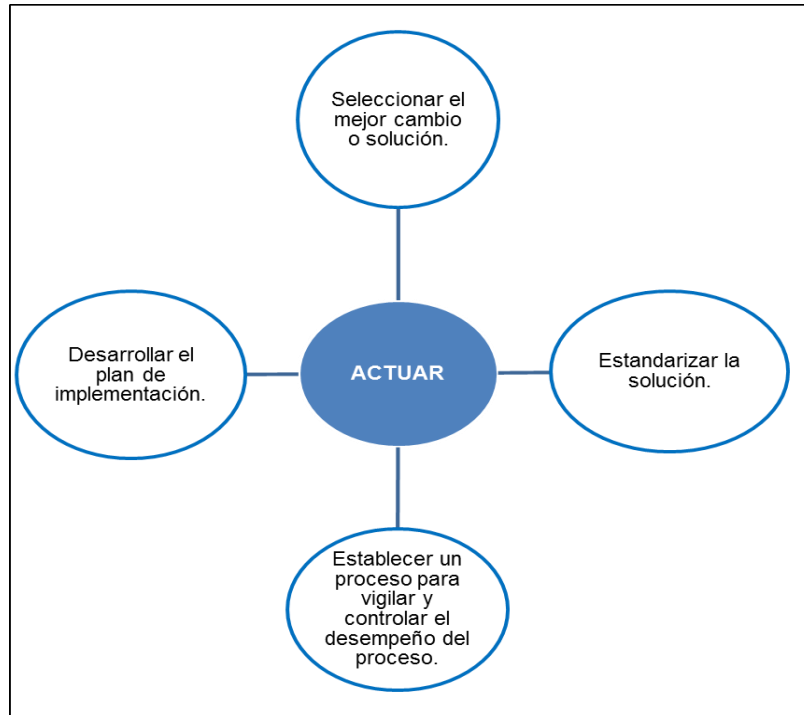 Seleccionar el
mejor cambio
o solución.
Desarrollar el
plan de
implementación.
ACTUAR
Estandarizar la
solución.
Establecer un
proceso para
vigilar y
controlar el
desempeño del
proceso.